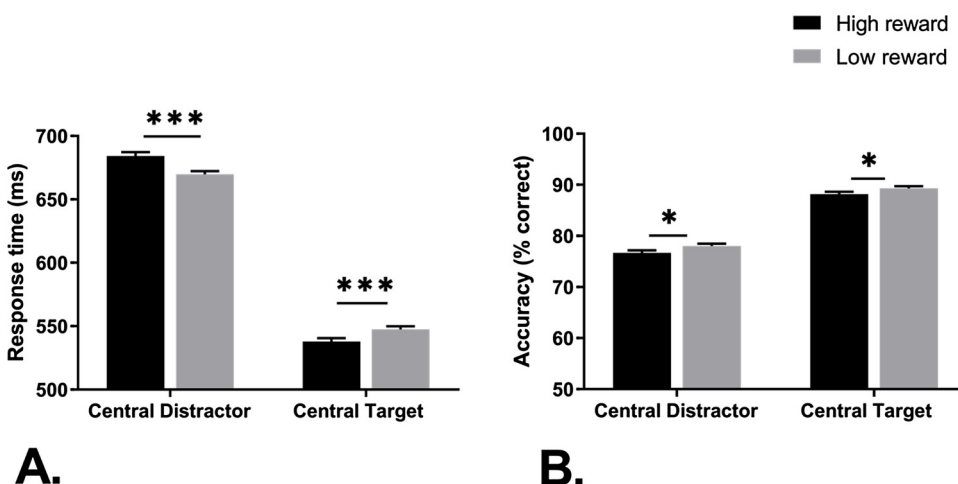 High reward
Low reward
Response time (ms)
700
650
600
550
500
***
***
Central Distractor
Central Target
A.
Accuracy (% correct)
100
90
80
70
60
50
*
*
Central Distractor
Central Target
B.